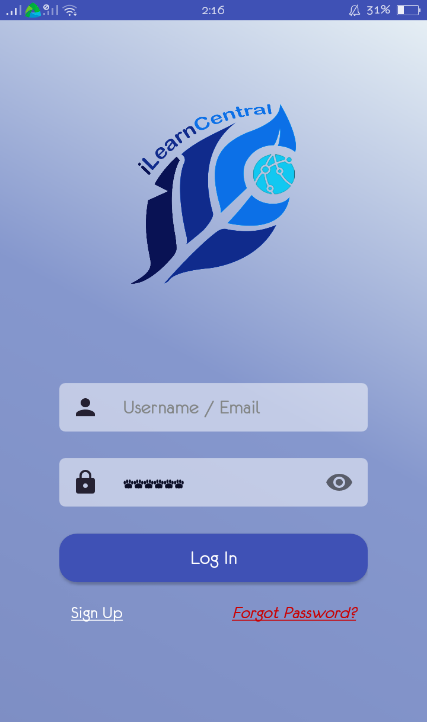 2:16
31%
iLearnCentral
Username / Email
Log In
Sign Up
Forgot Password?